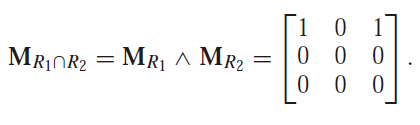 M_{R_1∩R_2} = M_{R_1} ∧ M_{R_2} = [1 0 1
0 0 0
0 0 0].